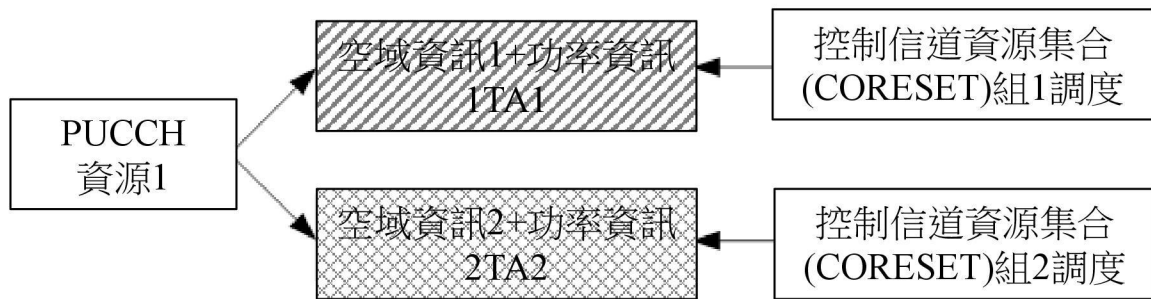 PUCCH
資源1
空域資訊1+功率資訊
1TA1
控制信道資源集合
(CORESET)組1調度
空域資訊2+功率資訊
2TA2
控制信道資源集合
(CORESET)組2調度